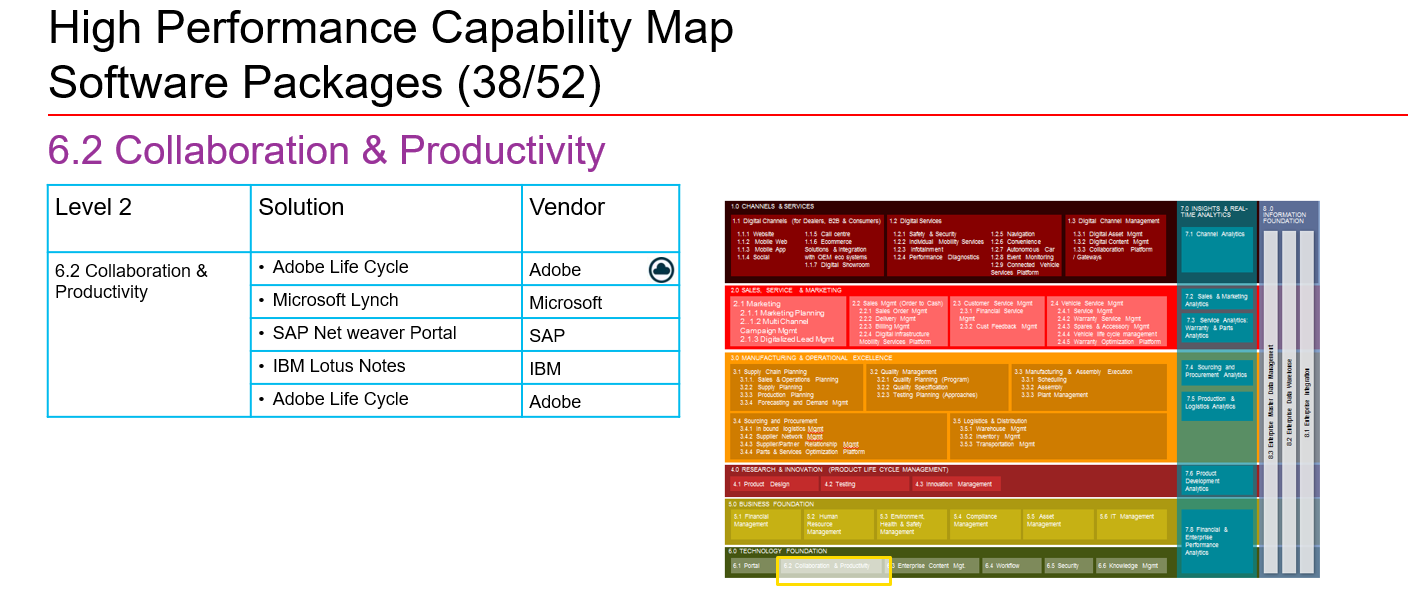 High Performance Capability Map
Software Packages (38/52)
6.2 Collaboration & Productivity
Level 2
Solution
Vendor
6.2 Collaboration &
Productivity
• Adobe Life Cycle
Adobe
• Microsoft Lynch
Microsoft
• SAP Net weaver Portal
SAP
• IBM Lotus Notes
IBM
• Adobe Life Cycle
Adobe
1.0 CHANNELS & SERVICES
1.1 Digital Channels (for Dealers, B2B & Consumers)
1.1.1 Website
1.1.2 Mobile Web
1.1.3 Mobile App
1.1.4 Social
1.1.5 Call centre
1.1.6 Ecommerce
Solutions & Integration
with OEM eco systems
1.1.7 Digital Showroom
1.2 Digital Services
1.2.1 Safety & Security
1.2.2 Individual Mobility Services
1.2.3 Infotainment
1.2.4 Performance Diagnostics
1.2.5 Navigation
1.2.6 Convenience
1.2.7 Autonomous Car
1.2.8 Event Monitoring
1.2.9 Connected Vehicle
Services Platform
1.3 Digital Channel Management
1.3.1 Digital Asset Mgmt
1.3.2 Digital Content Mgmt
1.3.3 Collaboration Platform
/ Gateways
2.0 SALES, SERVICE & MARKETING
2.1 Marketing
2.1.1 Marketing Planning
2. 1.2 Multi Channel
Campaign Mgmt
2.1.3 Digitalized Lead Mgmt
2.2 Sales Mgmt (Order to Cash)
2.2.1 Sales Order Mgmt
2.2.2 Delivery Mgmt
2.2.3 Billing Mgmt
2.2.4 Digital Infrastructure
Mobility Services Platform
2.3 Customer Service Mgmt
2.3.1 Financial Service
Mgmt
2.3.2 Cust Feedback Mgmt
2.4 Vehicle Service Mgmt
2.4.1 Service Mgmt
2.4.2 Warranty Service Mgmt
2.4.3 Spares & Accessory Mgmt
2.4.4 Vehicle life cycle management
2.4.5 Warranty Optimization Platform
3.0 MANUFACTURING & OPERATIONAL EXCELLENCE
3.1 Supply Chain Planning
3.1.1 Sales & Operations Planning
3.2.2 Supply Planning
3.3.3 Production Planning
3.3.4 Forecasting and Demand Mgmt
3.2 Quality Management
3.2.1 Quality Planning (Program)
3.2.2 Quality Specification
3.2.3 Testing Planning (Approaches)
3.3 Manufacturing & Assembly Execution
3.3.1 Scheduling
3.3.2 Assembly
3.3.3 Plant Management
3.4 Sourcing and Procurement
3.4.1 In bound logistics Mgmt
3.4.2 Supplier Network Mgmt
3.4.3 Supplier/Partner Relationship Mgmt
3.4.4 Parts & Services Optimization Platform
3.5 Logistics & Distribution
3.5.1 Warehouse Mgmt
3.5.2 Inventory Mgmt
3.5.3 Transportation Mgmt
4.0 RESEARCH & INNOVATION (PRODUCT LIFE CYCLE MANAGEMENT)
4.1 Product Design
4.2 Testing
4.3 Innovation Management
5.0 BUSINESS FOUNDATION
5.1 Financial
Management
5.2 Human
Resource
Management
5.3 Environment,
Health & Safety
Management
5.4 Compliance
Management
5.5 Asset
Management
5.6 IT Management
6.0 TECHNOLOGY FOUNDATION
6.1 Portal
6.2 Collaboration & Productivity
Enterprise Content Mgt.
6.4 Workflow
6.5 Security
6.6 Knowledge Mgmt
7.0 INSIGHTS & REAL-
TIME ANALYTICS
7.1 Channel Analytics
7.2 Sales & Marketing
Analytics
7.3 Service Analytics:
Warranty & Parts
Analytics
7.4 Sourcing and
Procurement Analytics
7.5 Production &
Logistics Analytics
7.6 Product
Development
Analytics
7.8 Financial &
Enterprise
Performance
Analytics
8 .0
INFORMATION
FOUNDATION
8.3 Enterprise Master Data Management
8.2 Enterprise Data Warehouse
8.1 Enterprise Integration